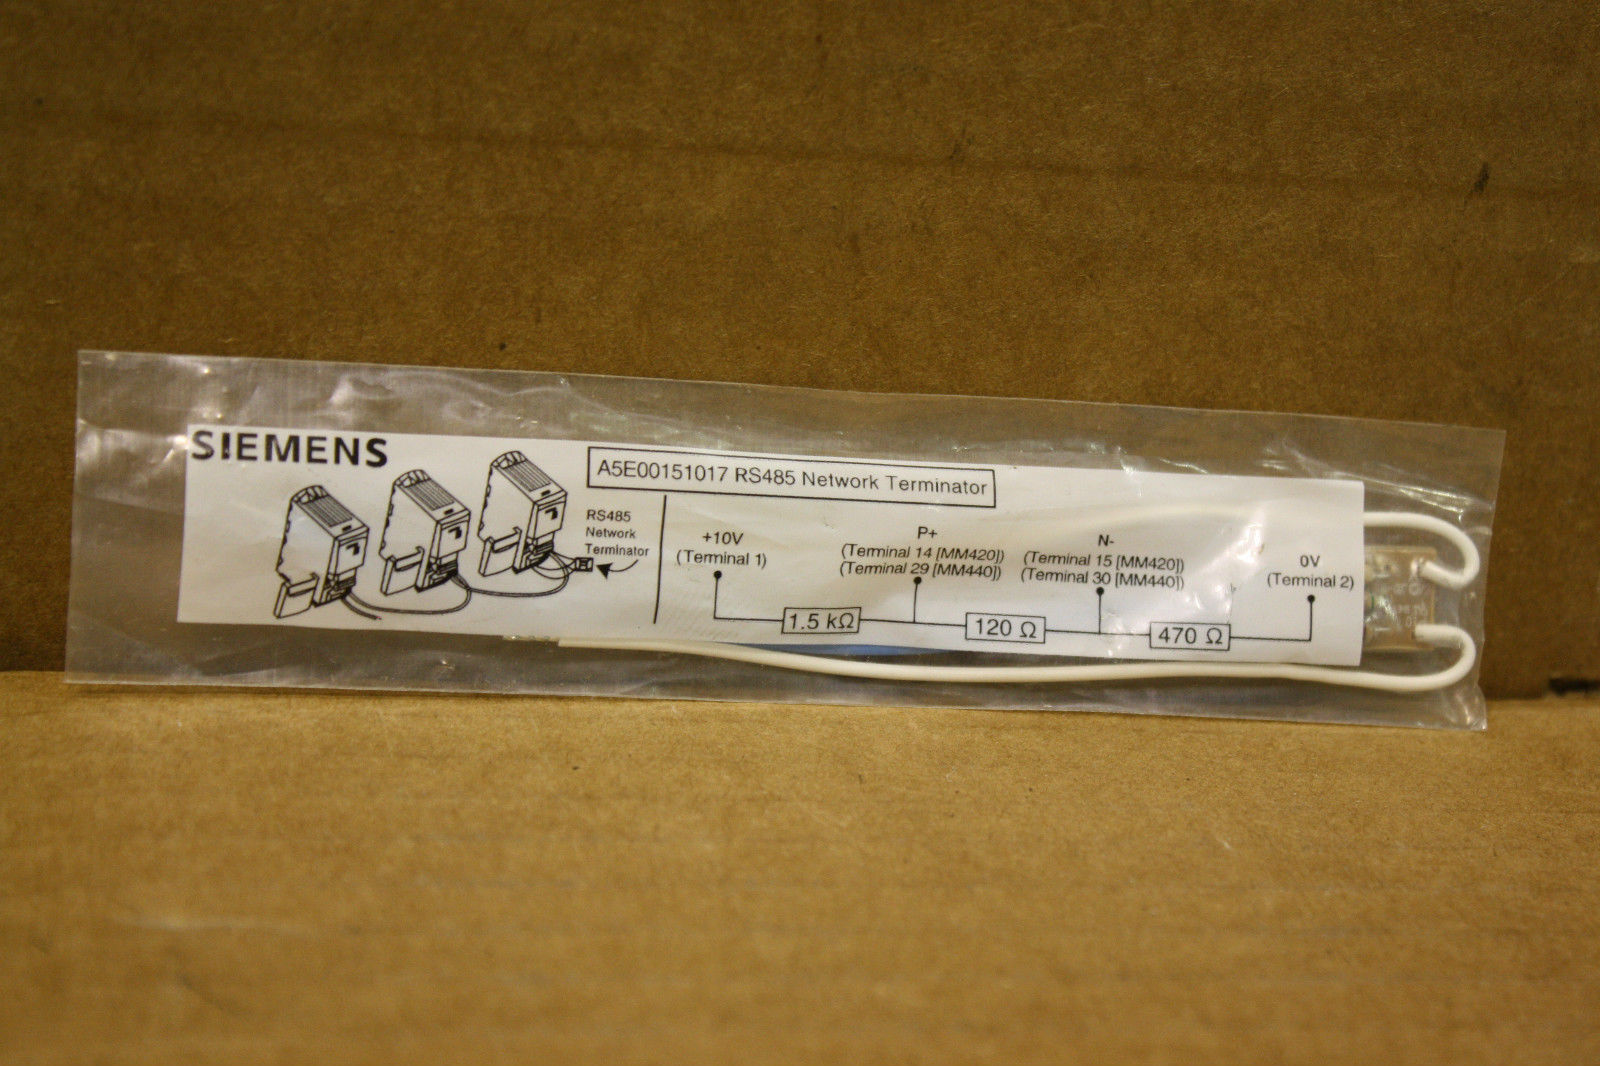 SIEMENS
A5E00151017 RS485 Network Terminator
RS485
Network
Terminator
+10V
(Terminal 1)
P+
(Terminal 14 [MM420])
(Terminal 29 [MM440])
N-
(Terminal 15 [MM420])
(Terminal 30 [MM440])
0V
(Terminal 2)
1.5 kΩ
120 Ω
470 Ω